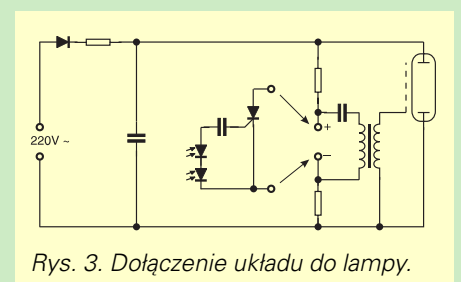 220V ~
+
–
Rys. 3. Dołączenie układu do lampy.